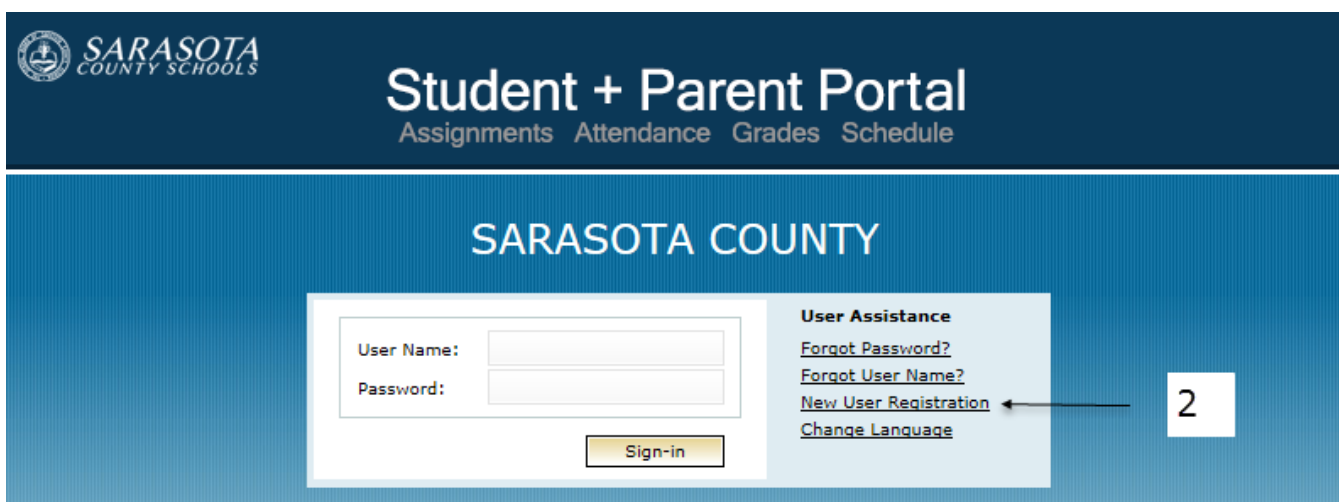 SARASOTA
COUNTY SCHOOLS
Student + Parent Portal
Assignments Attendance Grades Schedule
SARASOTA COUNTY
User Name:
Password:
Sign-in
User Assistance
Forgot Password?
Forgot User Name?
New User Registration
Change Language
2